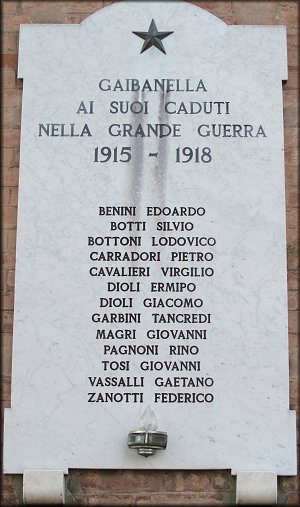 GAIBANELLA
AI SUOI CADUTI
NELLA GRANDE GUERRA
1915 - 1918
BENINI EDOARDO
BOTTI SILVIO
BOTTONI LODOVICO
CARRADORI PIETRO
CAVALIERI VIRGILIO
DIOLI ERMIPO
DIOLI GIACOMO
GARBINI TANCREDI
MAGRI GIOVANNI
PAGNONI RINO
TOSI GIOVANNI
VASSALLI GAETANO
ZANOTTI FEDERICO